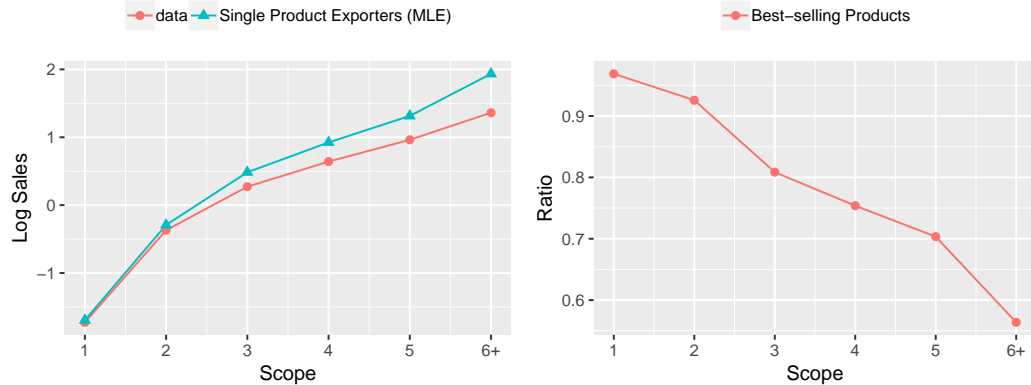 data
Single Product Exporters (MLE)
Log Sales
2
1
0
−1
1 2 3 4 5 6+
Scope
Best−selling Products
Ratio
0.9
0.8
0.7
0.6
1 2 3 4 5 6+
Scope